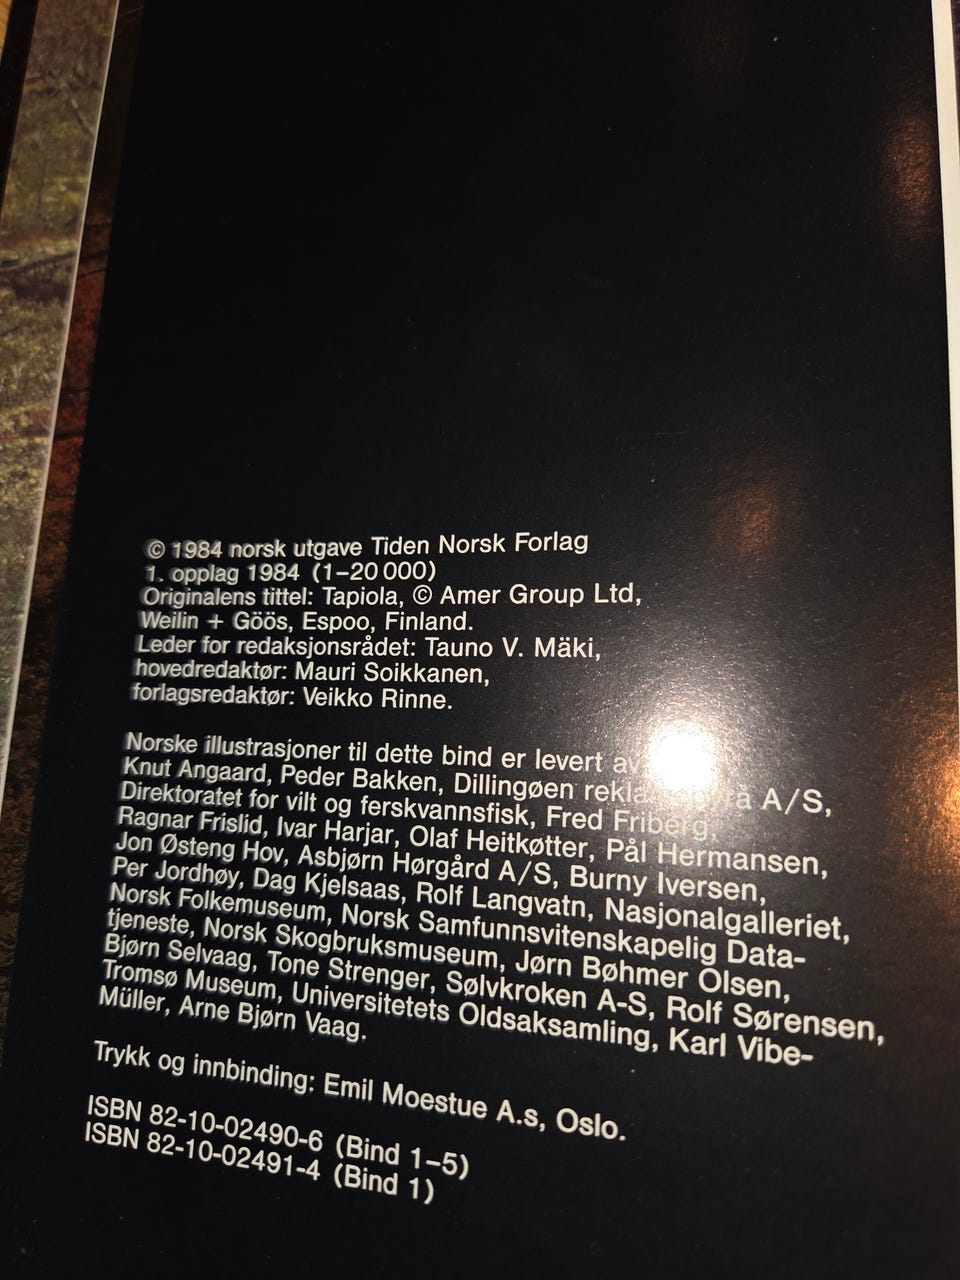 © 1984 norsk utgave Tiden Norsk Forlag
1. opplag 1984 (1–20 000)
Originalens tittel: Tapiola, © Amer Group Ltd,
Weilin + Göös, Espoo, Finland.
Leder for redaksjonsrådet: Tauno V. Mäki,
hovedredaktør: Mauri Soikkanen,
forlagsredaktør: Veikko Rinne.
Norske illustrasjoner til dette bind er levert av
Knut Angaard, Peder Bakken, Dillingøen A/S,
Direktoratet for vilt og ferskvannsfisk, Fred Friberg,
Ragnar Frislid, Ivar Harjar, Olaf Heitkøtter, Pål Hermansen,
Jon Østeng Hov, Asbjørn Hørgård A/S, Burny Iversen,
Per Jordhøy, Dag Kjelsaas, Rolf Langvatn, Nasjonalgalleriet,
Norsk Folkemuseum, Norsk Samfunnsvitenskapelig Data-
tjeneste, Norsk Skogbruksmuseum, Jørn Bøhmer Olsen,
Bjørn Selvaag, Tone Strenger, Sølvkroken A-S, Rolf Sørensen,
Tromsø Museum, Universitetets Oldsaksamling, Karl Vibe-
Müller, Arne Bjørn Vaag.
Trykk og innbinding: Emil Moestue A.s, Oslo.
ISBN 82-10-02490-6 (Bind 1–5)
ISBN 82-10-02491-4 (Bind 1)